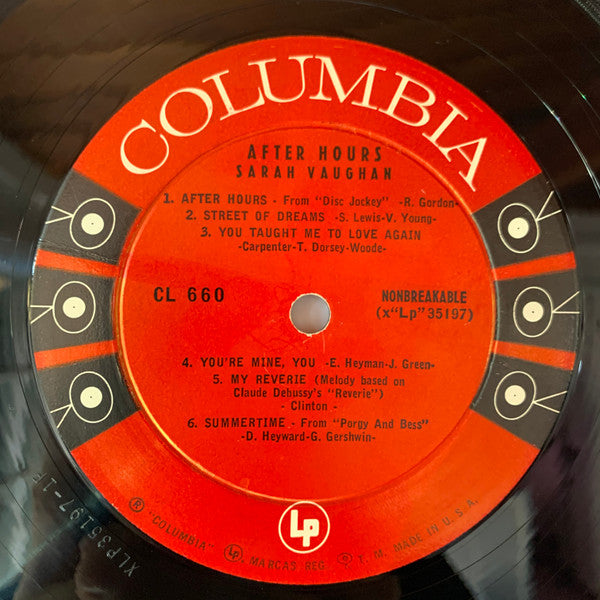 COLUMBIA
AFTER HOURS
SARAH VAUGHAN
1. AFTER HOURS - From "Disc Jockey" -R. Gordon-
2. STREET OF DREAMS -S. Lewis-V. Young-
3. YOU TAUGHT ME TO LOVE AGAIN
-Carpenter-T. Dorsey-Woode-
CL 660
NONBREAKABLE
(x"Lp"35197)
4. YOU'RE MINE, YOU -E. Heyman-J. Green-
5. MY REVERIE (Melody based on
Claude Debussy's "Reverie")
- Clinton -
6. SUMMERTIME - From "Porgy And Bess"
-D. Heyward-G. Gershwin-
Lp
® "COLUMBIA" Lp MARCAS REG. ® T. M. MADE IN U. S. A.